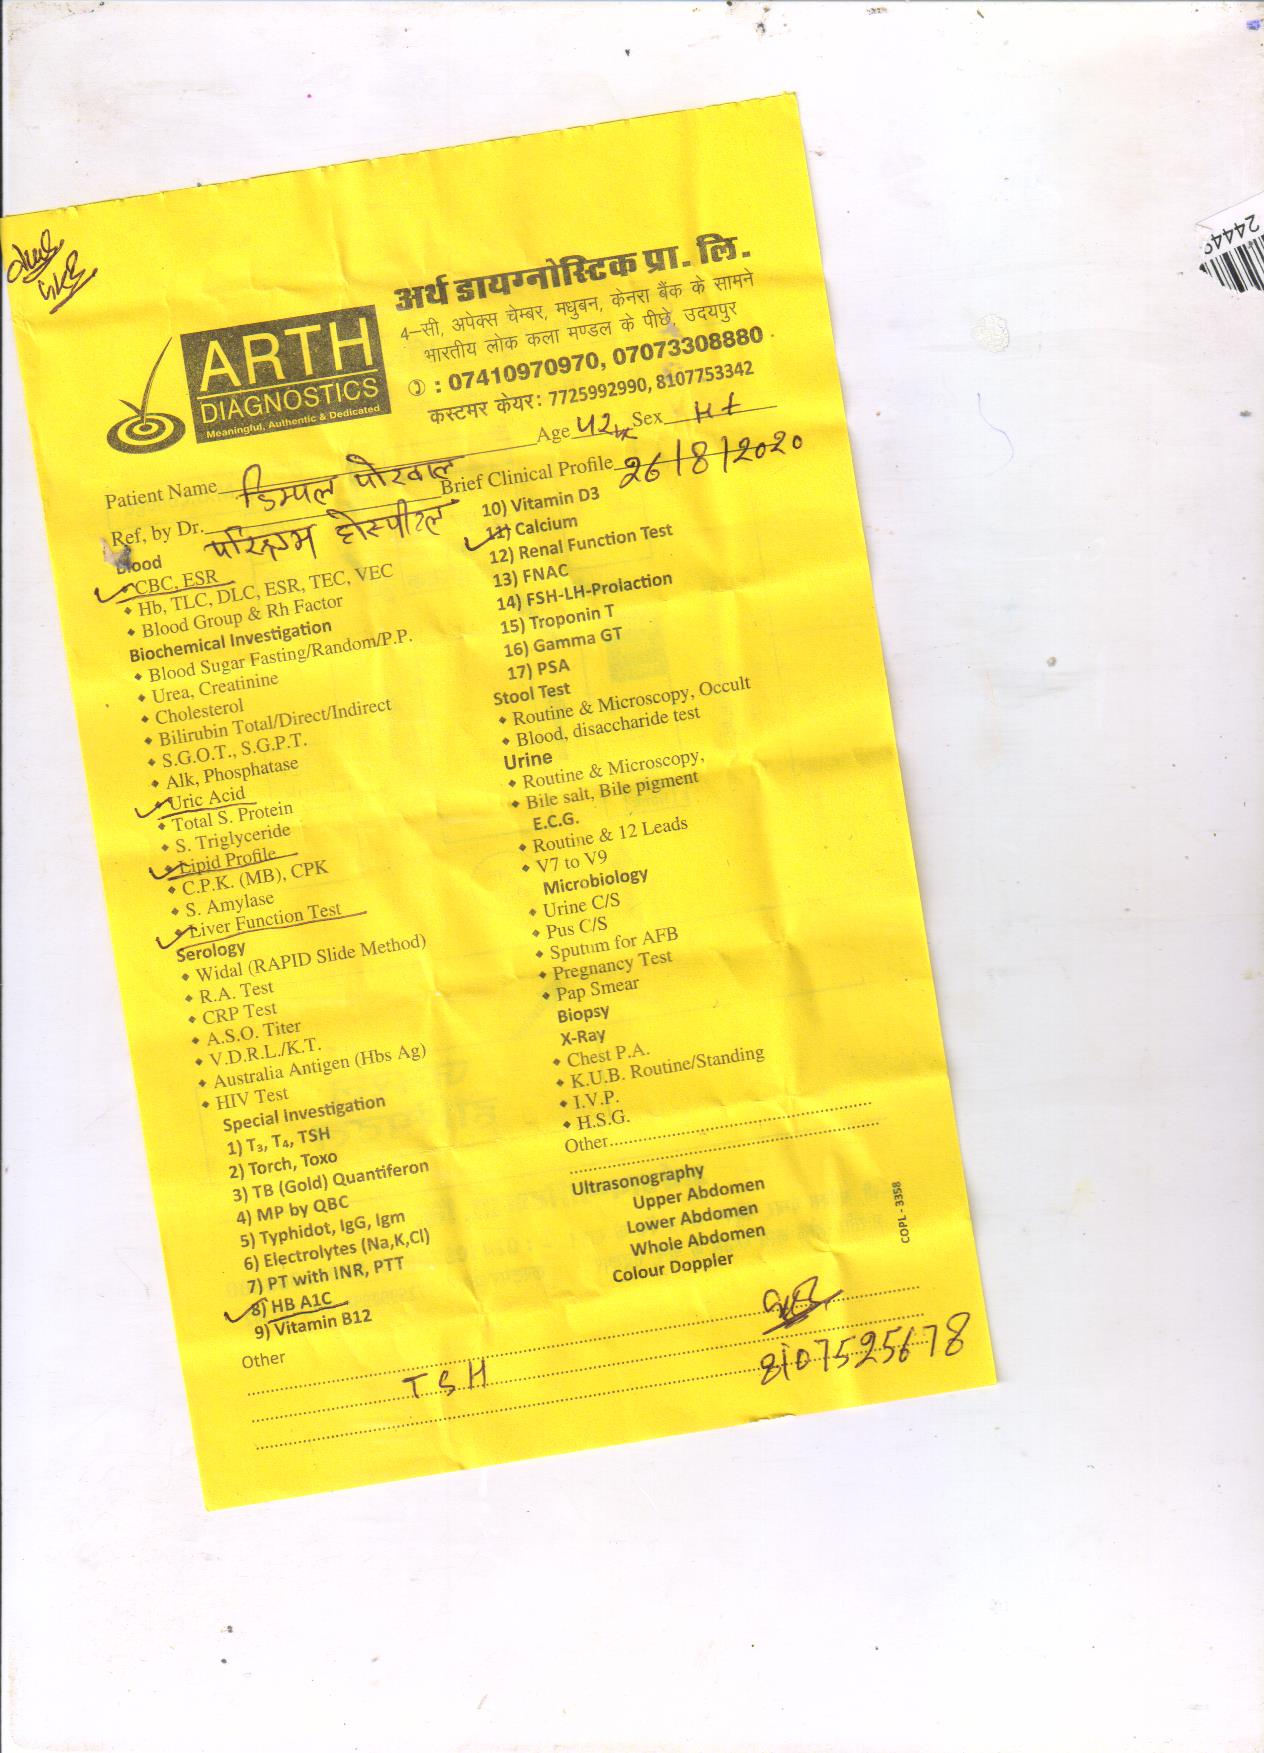 अर्थ डायग्नोस्टिक प्रा. लि.
4–सी, अपेक्स चेम्बर, मधुबन, केनरा बैंक के सामने
भारतीय लोक कला मण्डल के पीछे, उदयपुर
: 07410970970, 07073308880
कस्टमर केयर: 7725992990, 8107753342
ARTH
DIAGNOSTICS
Meaningful, Authentic & Dedicated
24449
Age 42 Sex
Patient Name डिम्पल पोरवाल
Brief Clinical Profile 26/8/2020
Ref, by Dr. हॉस्पीटल
Blood
CBC, ESR
Hb, TLC, DLC, ESR, TEC, VEC
Blood Group & Rh Factor
Biochemical Investigation
Blood Sugar Fasting/Random/P.P.
Urea, Creatinine
Cholesterol
Bilirubin Total/Direct/Indirect
S.G.O.T., S.G.P.T.
Alk, Phosphatase
Uric Acid
Total S. Protein
S. Triglyceride
Lipid Profile
C.P.K. (MB), CPK
S. Amylase
Liver Function Test
Serology
Widal (RAPID Slide Method)
R.A. Test
CRP Test
A.S.O. Titer
V.D.R.L./K.T.
Australia Antigen (Hbs Ag)
HIV Test
Special Investigation
1) T₃, T₄, TSH
2) Torch, Toxo
3) TB (Gold) Quantiferon
4) MP by QBC
5) Typhidot, IgG, Igm
6) Electrolytes (Na,K,Cl)
7) PT with INR, PTT
8) HB A1C
9) Vitamin B12
10) Vitamin D3
11) Calcium
12) Renal Function Test
13) FNAC
14) FSH-LH-Prolaction
15) Troponin T
16) Gamma GT
17) PSA
Stool Test
Routine & Microscopy, Occult
Blood, disaccharide test
Urine
Routine & Microscopy,
Bile salt, Bile pigment
E.C.G.
Routine & 12 Leads
V7 to V9
Microbiology
Urine C/S
Pus C/S
Sputum for AFB
Pregnancy Test
Pap Smear
Biopsy
X-Ray
Chest P.A.
K.U.B. Routine/Standing
I.V.P.
H.S.G.
Other
Ultrasonography
Upper Abdomen
Lower Abdomen
Whole Abdomen
Colour Doppler
COPL - 3358
Other
TSH
8107525678